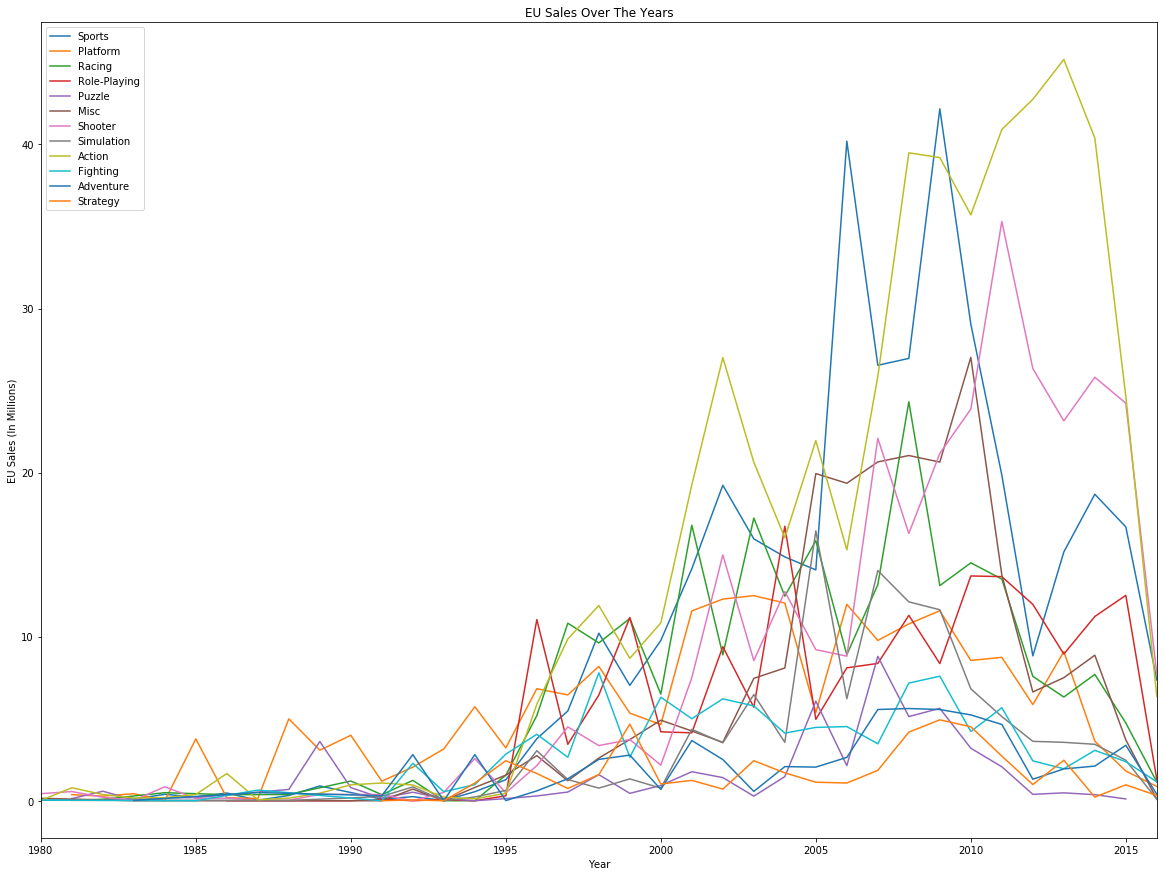 EU Sales Over The Years
Sports
Platform
Racing
Role-Playing
Puzzle
Misc
Shooter
Simulation
Action
Fighting
Adventure
Strategy
EU Sales (In Millions)
40
30
20
10
0
1980 1985 1990 1995 2000 2005 2010 2015
Year